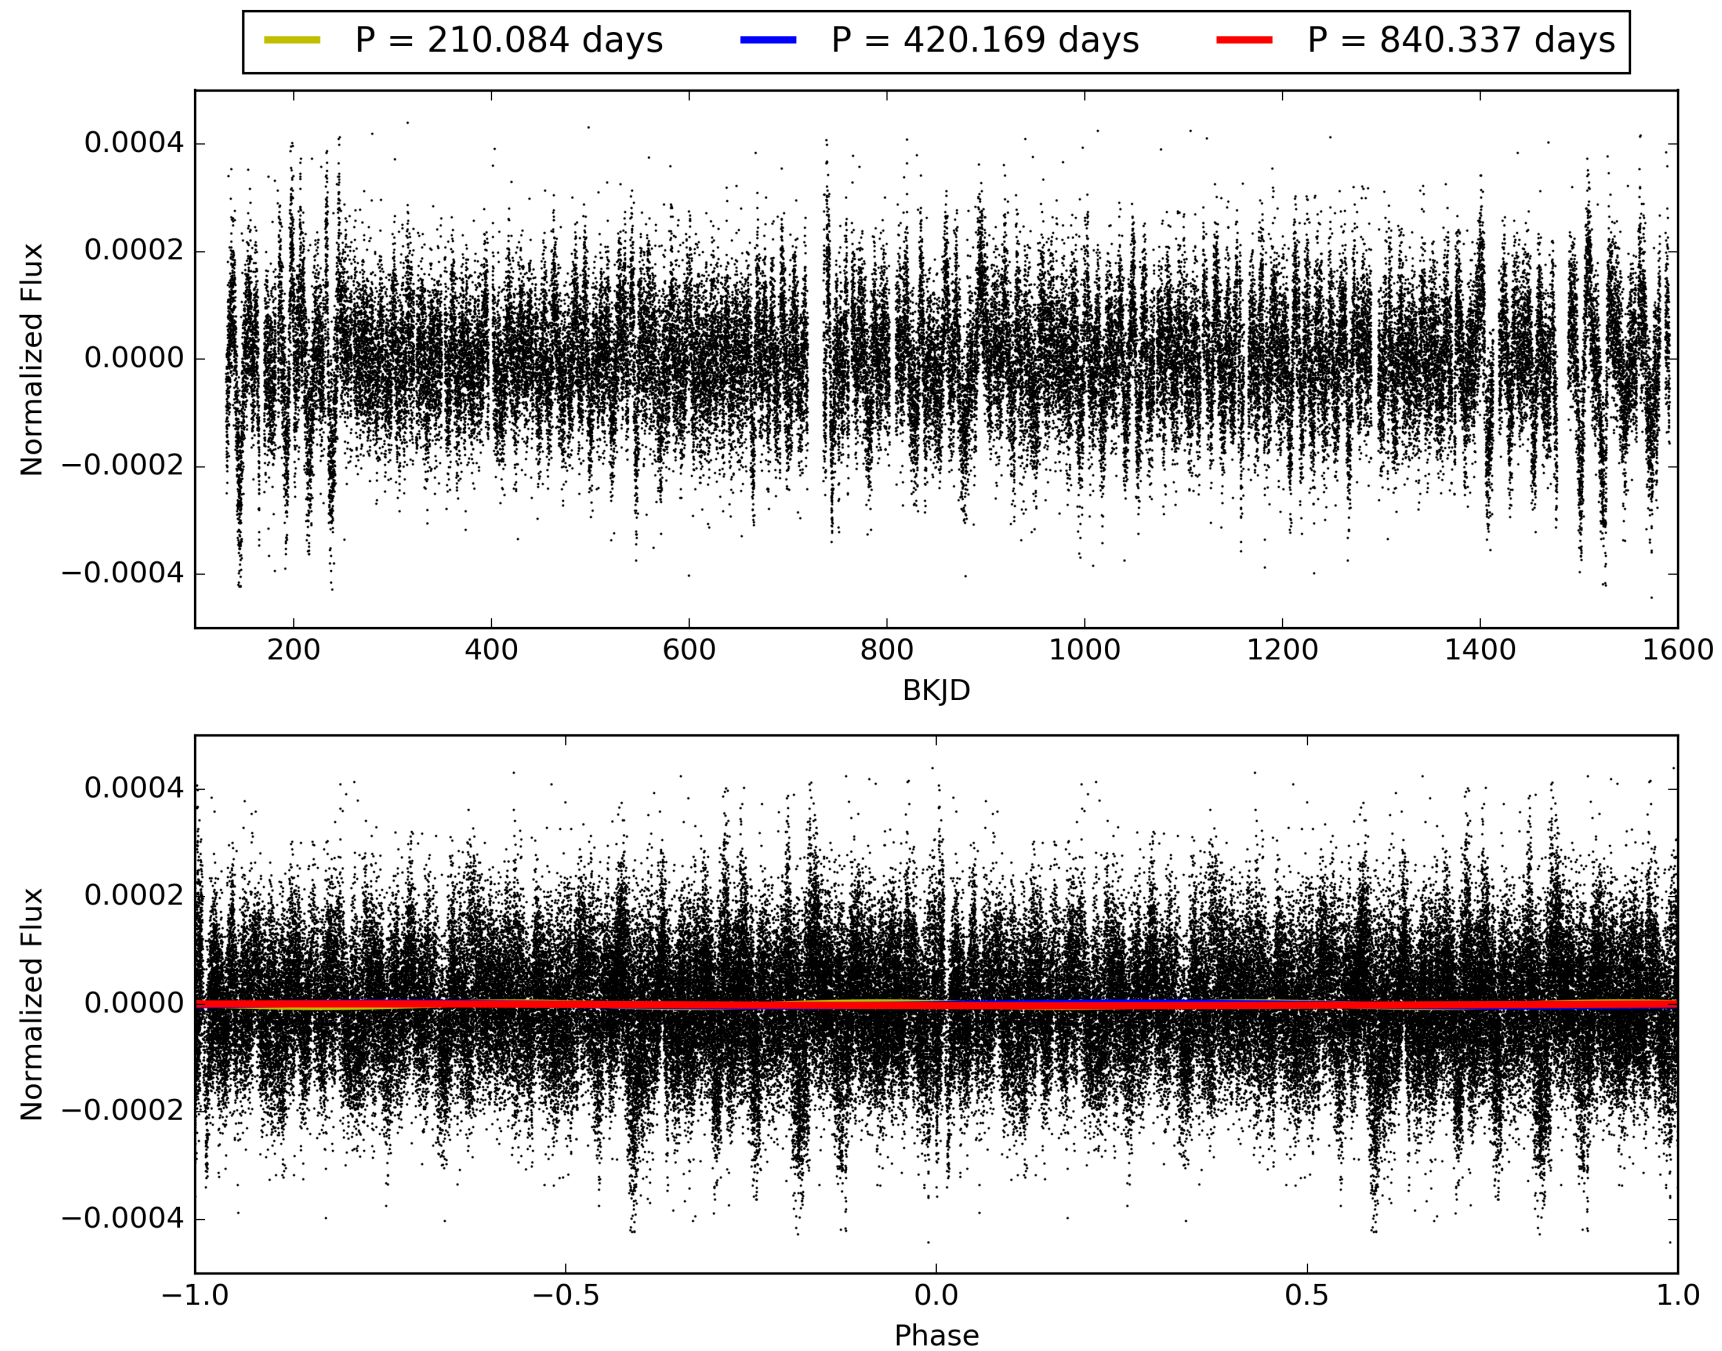 P = 210.084 days P = 420.169 days P = 840.337 days
0.0004
0.0002
0.0000
−0.0002
−0.0004
Normalized Flux
200 400 600 800 1000 1200 1400 1600
BKJD
0.0004
0.0002
0.0000
−0.0002
−0.0004
Normalized Flux
−1.0 −0.5 0.0 0.5 1.0
Phase